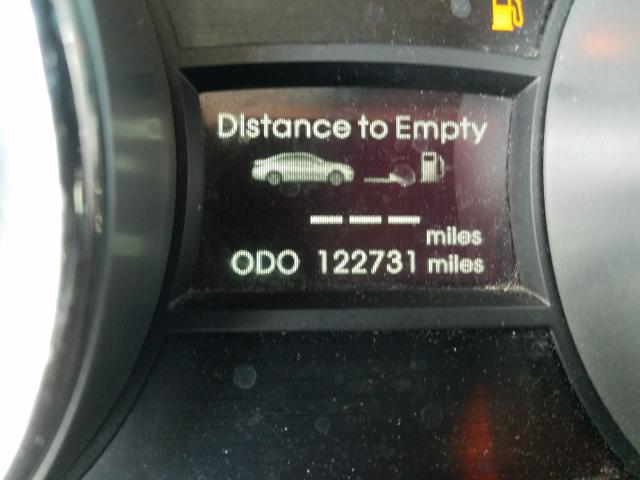 Distance to Empty
--- miles
ODO 122731 miles